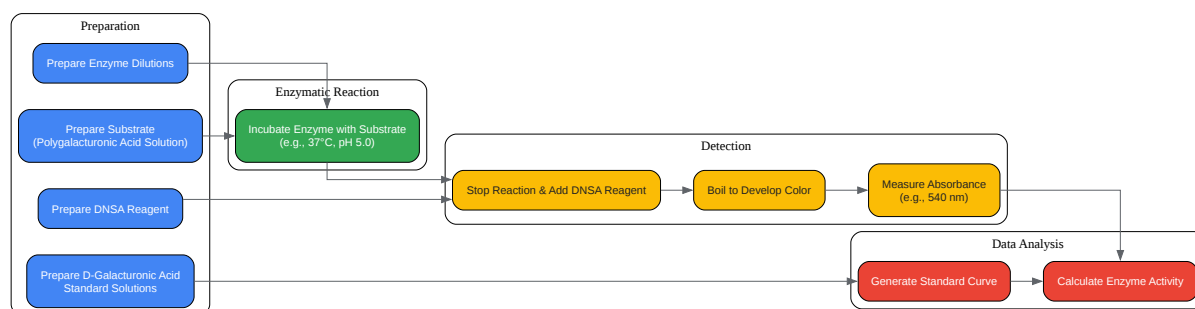 Preparation
Prepare Enzyme Dilutions
Prepare Substrate
(Polygalacturonic Acid Solution)
Prepare DNSA Reagent
Prepare D-Galacturonic Acid
Standard Solutions
Enzymatic Reaction
Incubate Enzyme with Substrate
(e.g., 37°C, pH 5.0)
Detection
Stop Reaction & Add DNSA Reagent
Boil to Develop Color
Measure Absorbance
(e.g., 540 nm)
Data Analysis
Generate Standard Curve
Calculate Enzyme Activity